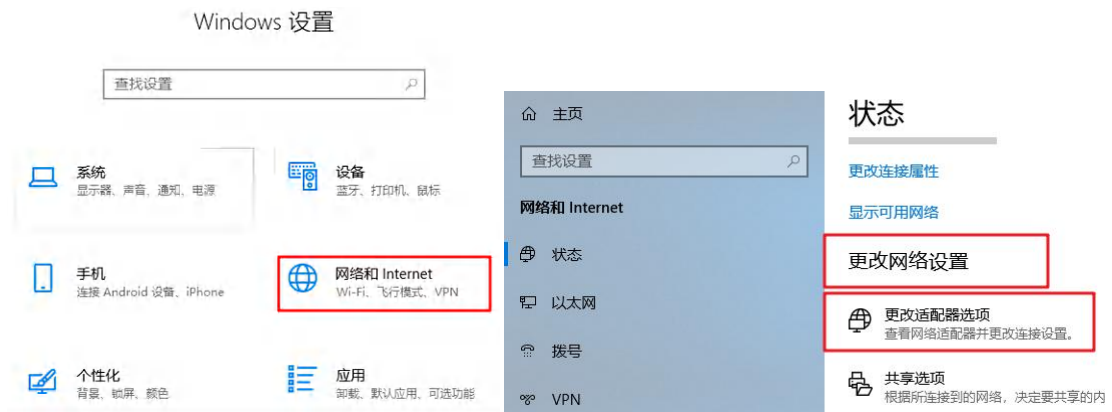 Windows 设置
查找设置
系统
显示器、声音、通知、电源
设备
蓝牙、打印机、鼠标
手机
连接 Android 设备、iPhone
网络和 Internet
Wi-Fi、飞行模式、VPN
个性化
背景、锁屏、颜色
应用
卸载、默认应用、可选功能
主页
查找设置
网络和 Internet
状态
以太网
拨号
VPN
状态
更改连接属性
显示可用网络
更改网络设置
更改适配器选项
查看网络适配器并更改连接设置。
共享选项
根据所连接到的网络，决定要共享的内